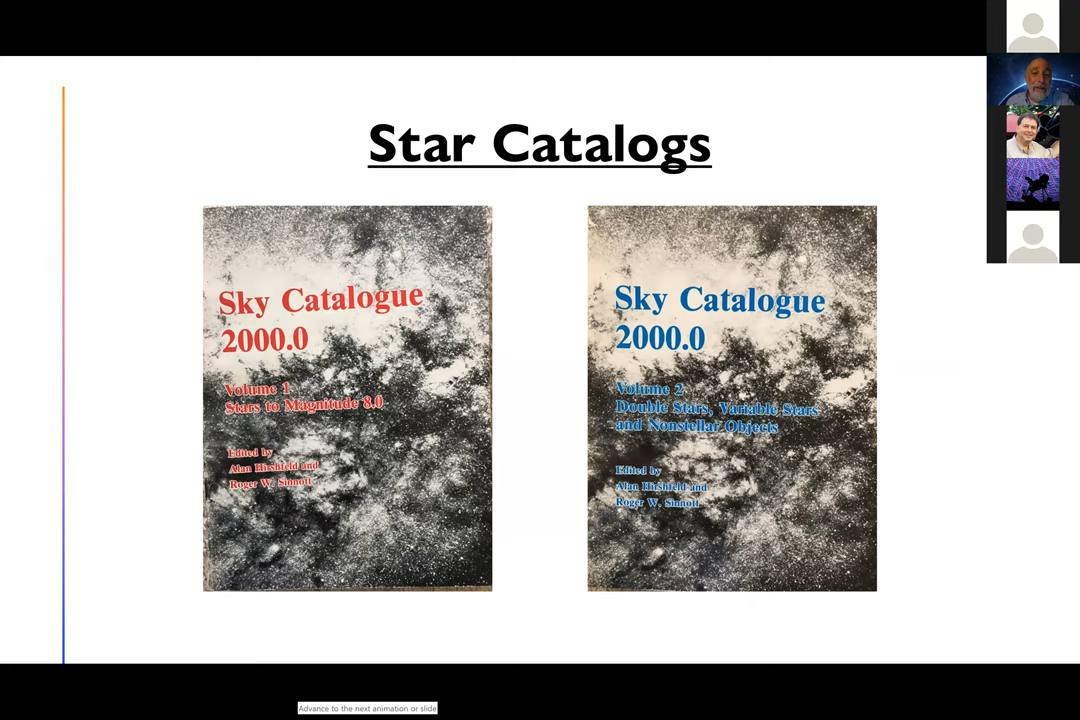 Star Catalogs
Sky Catalogue
2000.0
Volume 1
Stars to Magnitude 8.0
Edited by
Alan Hirshfeld and
Roger W. Sinnott
Sky Catalogue
2000.0
Volume 2
Double Stars, Variable Stars
and Nonstellar Objects
Edited by
Alan Hirshfeld and
Roger W. Sinnott
Advance to the next animation or slide